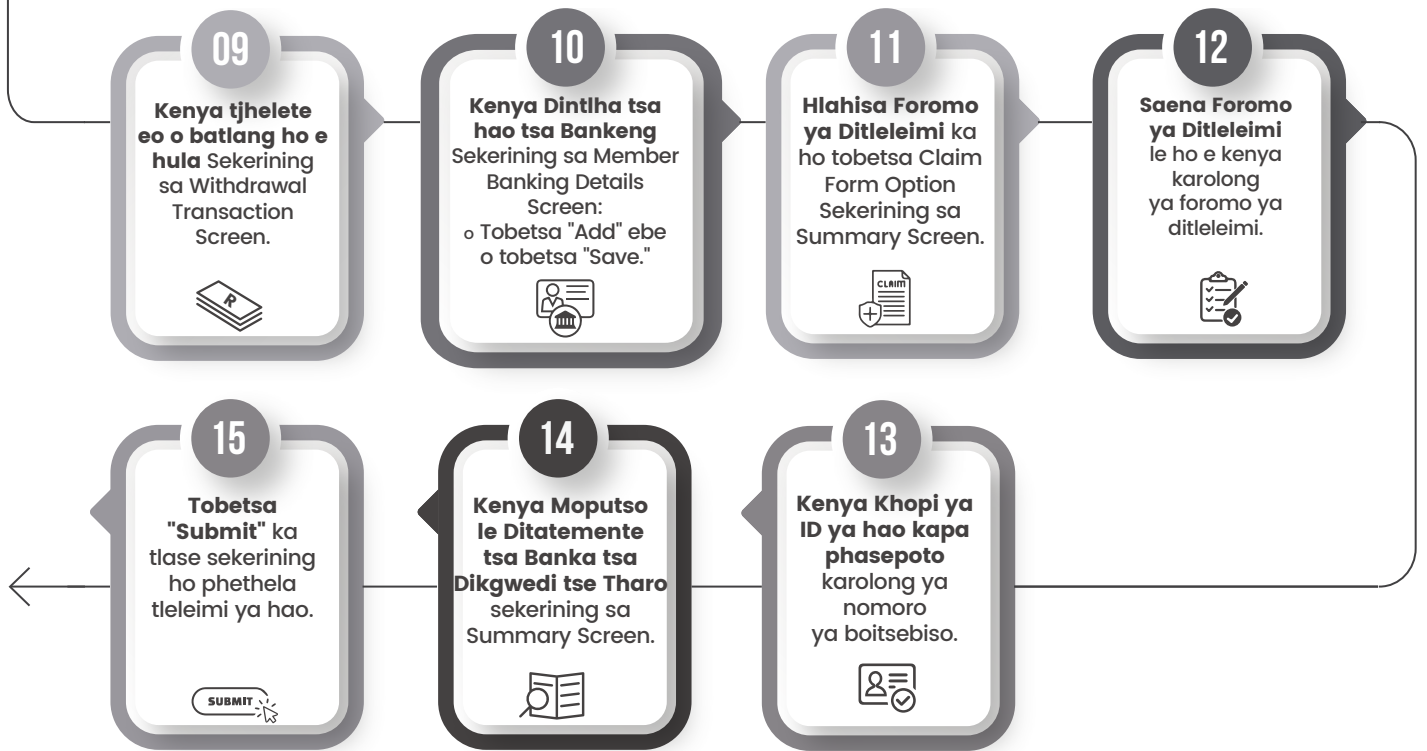 09
Kenya tjhelete
eo o batlang ho e
hula Sekerining
sa Withdrawal
Transaction
Screen.
R
10
Kenya Dintlha tsa
hao tsa Bankeng
Sekerining sa Member
Banking Details
Screen:
o Tobetsa "Add" ebe
o tobetsa "Save."
11
Hlahisa Foromo
ya Ditleleimi ka
ho tobetsa Claim
Form Option
Sekerining sa
Summary Screen.
CLAIM
12
Saena Foromo
ya Ditleleimi
le ho e kenya
karolong
ya foromo ya
ditleleimi.
13
Kenya Khopi ya
ID ya hao kapa
phasepoto
karolong ya
nomoro
ya boitsebiso.
14
Kenya Moputso
le Ditatemente
tsa Banka tsa
Dikgwedi tse Tharo
sekerining sa
Summary Screen.
15
Tobetsa
"Submit" ka
tlase sekerining
ho phethela
tleleimi ya hao.
SUBMIT